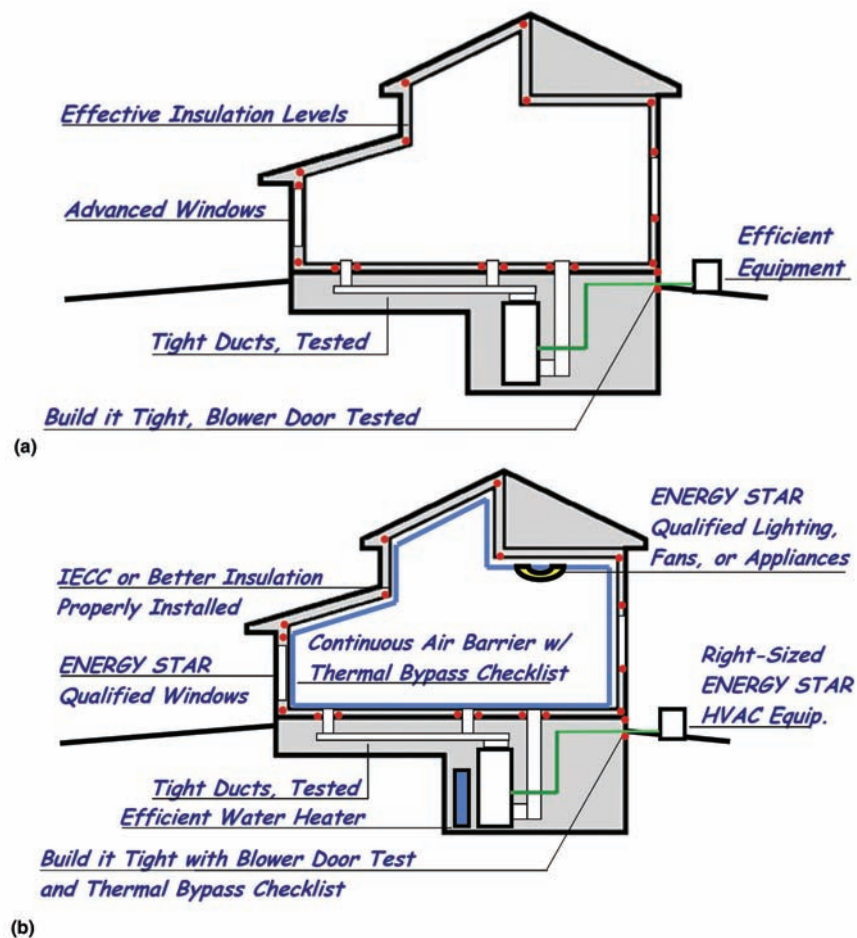 Effective Insulation Levels
Advanced Windows
Efficient
Equipment
Tight Ducts, Tested
Build it Tight, Blower Door Tested
(a)
ENERGY STAR
Qualified Lighting,
Fans, or Appliances
IECC or Better Insulation
Properly Installed
Continuous Air Barrier w/
Thermal Bypass Checklist
ENERGY STAR
Qualified Windows
Right-Sized
ENERGY STAR
HVAC Equip.
Tight Ducts, Tested
Efficient Water Heater
Build it Tight with Blower Door Test
and Thermal Bypass Checklist
(b)